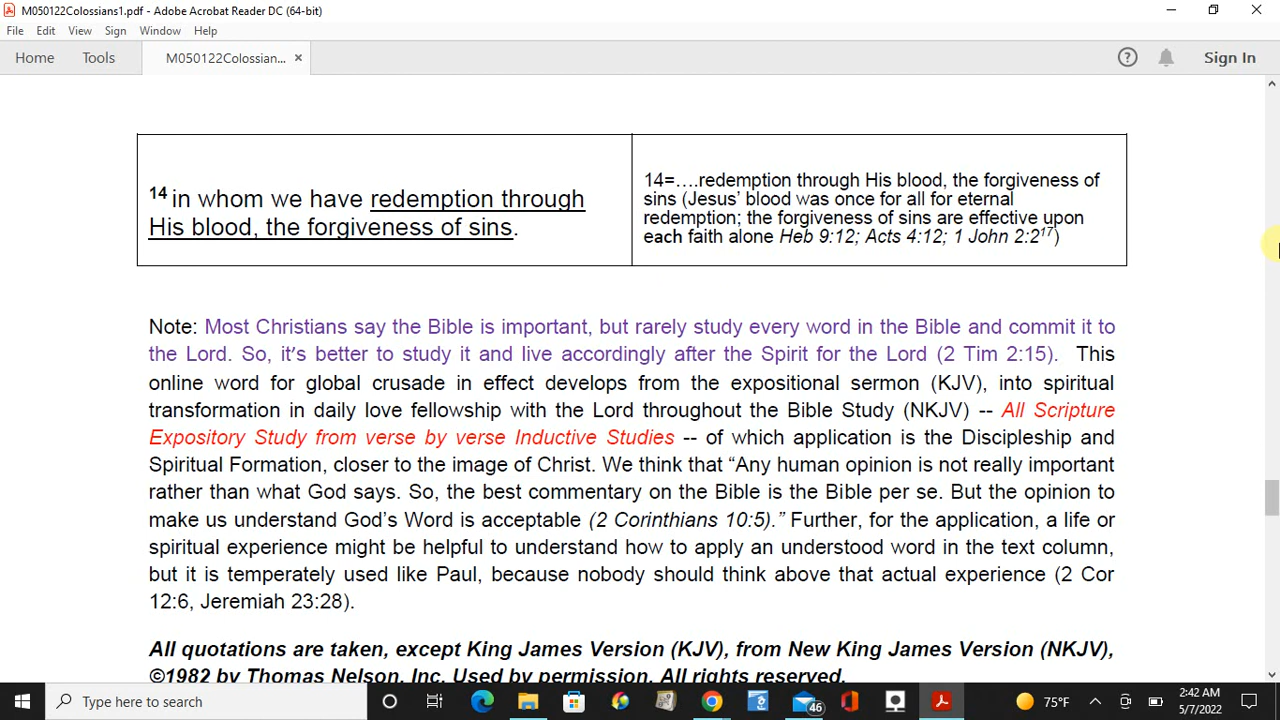 M050122Colossians1.pdf - Adobe Acrobat Reader DC (64-bit)
File Edit View Sign Window Help
Home Tools M050122Colossian... × Sign In
14 in whom we have redemption through
His blood, the forgiveness of sins.
14=….redemption through His blood, the forgiveness of
sins (Jesus’ blood was once for all for eternal
redemption; the forgiveness of sins are effective upon
each faith alone Heb 9:12; Acts 4:12; 1 John 2:217)
Note: Most Christians say the Bible is important, but rarely study every word in the Bible and commit it to
the Lord. So, it’s better to study it and live accordingly after the Spirit for the Lord (2 Tim 2:15). This
online word for global crusade in effect develops from the expositional sermon (KJV), into spiritual
transformation in daily love fellowship with the Lord throughout the Bible Study (NKJV) -- All Scripture
Expository Study from verse by verse Inductive Studies -- of which application is the Discipleship and
Spiritual Formation, closer to the image of Christ. We think that “Any human opinion is not really important
rather than what God says. So, the best commentary on the Bible is the Bible per se. But the opinion to
make us understand God’s Word is acceptable (2 Corinthians 10:5).” Further, for the application, a life or
spiritual experience might be helpful to understand how to apply an understood word in the text column,
but it is temperately used like Paul, because nobody should think above that actual experience (2 Cor
12:6, Jeremiah 23:28).
All quotations are taken, except King James Version (KJV), from New King James Version (NKJV),
©1982 by Thomas Nelson, Inc. Used by permission. All rights reserved.
Type here to search 46 75°F 2:42 AM
5/7/2022